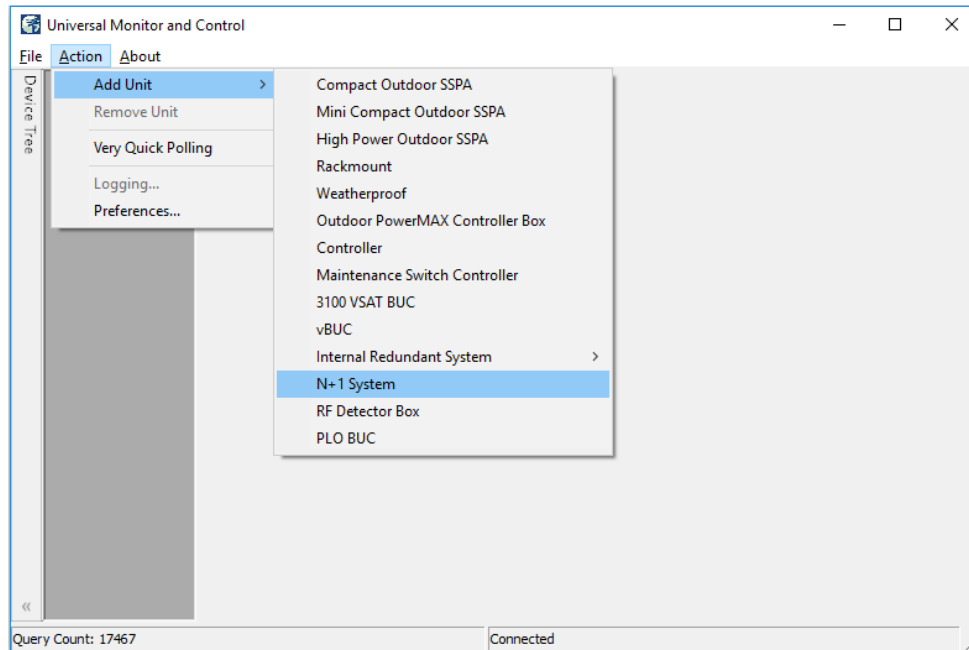 Universal Monitor and Control
File Action About
Device Tree
Add Unit
Remove Unit
Very Quick Polling
Logging...
Preferences...
Compact Outdoor SSPA
Mini Compact Outdoor SSPA
High Power Outdoor SSPA
Rackmount
Weatherproof
Outdoor PowerMAX Controller Box
Controller
Maintenance Switch Controller
3100 VSAT BUC
vBUC
Internal Redundant System
N+1 System
RF Detector Box
PLO BUC
Query Count: 17467
Connected